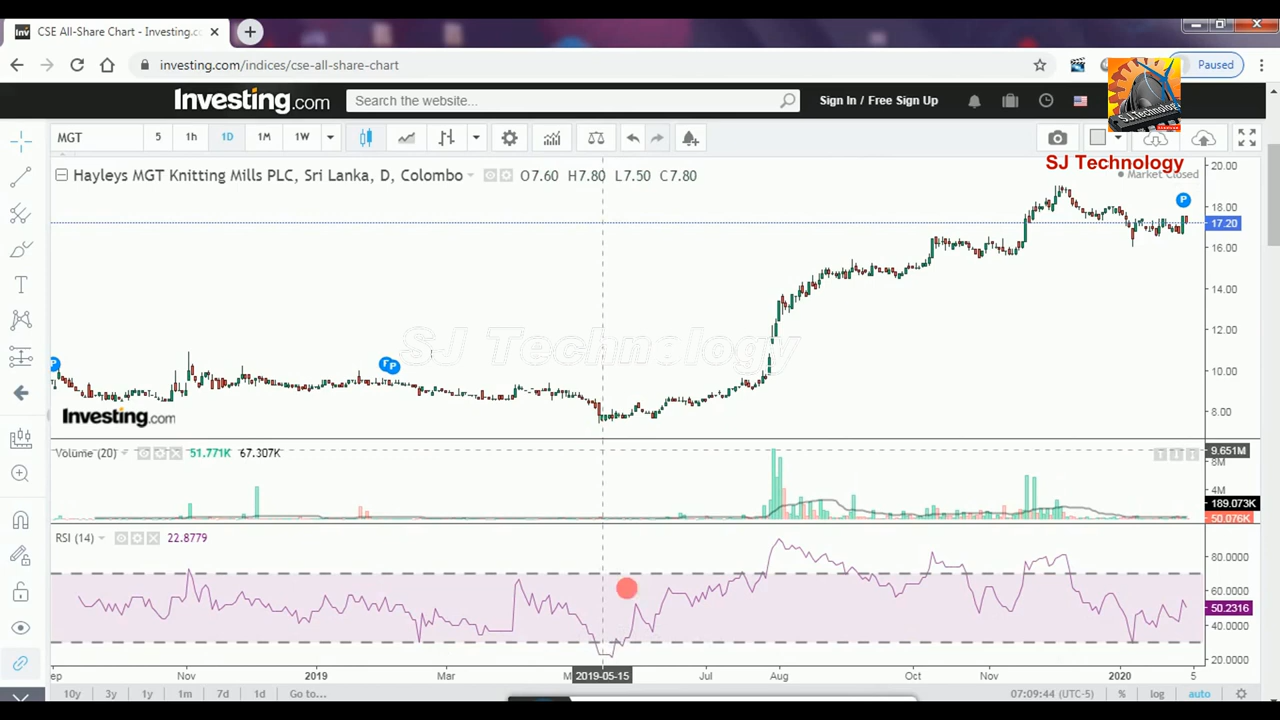 CSE All-Share Chart - Investing.co
investing.com/indices/cse-all-share-chart
Paused
Investing.com
Search the website...
Sign In / Free Sign Up
SJ Technology
MGT 5 1h 1D 1M 1W
SJ Technology
Hayleys MGT Knitting Mills PLC, Sri Lanka, D, Colombo O7.60 H7.80 L7.50 C7.80
Market Closed
20.00
18.00
17.20
16.00
14.00
12.00
10.00
8.00
P
P
P
SJ Technology
Investing.com
Volume (20) 51.771K 67.307K
9.651M
8M
4M
189.073K
50.076K
RSI (14) 22.8779
80.0000
60.0000
50.2316
40.0000
20.0000
ep Nov 2019 M 2019-05-15 Jul Aug Oct Nov 2020 5
10y 3y 1y 1m 7d 1d Go to... 07:09:44 (UTC-5) % log auto